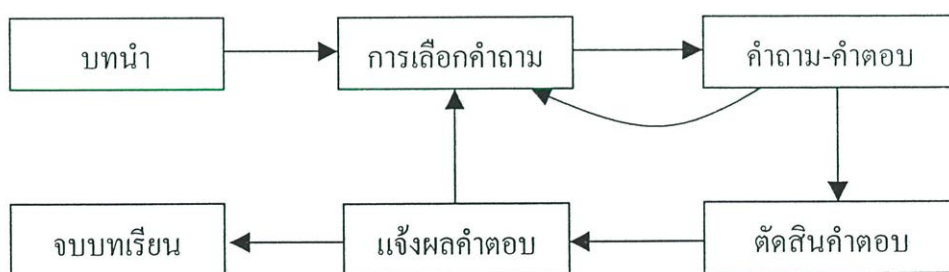 บทนำ
การเลือกคำถาม
คำถาม-คำตอบ
จบบทเรียน
แจ้งผลคำตอบ
ตัดสินคำตอบ